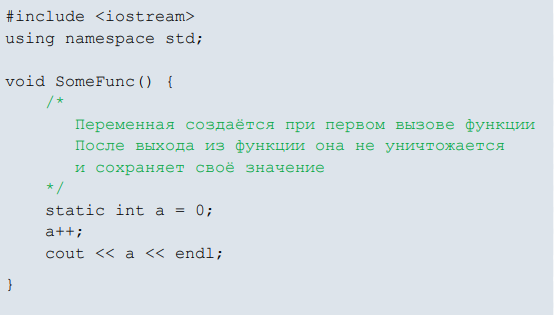 #include <iostream>
using namespace std;
void SomeFunc() {
/*
Переменная создаётся при первом вызове функции
После выхода из функции она не уничтожается
и сохраняет своё значение
*/
static int a = 0;
a++;
cout << a << endl;
}